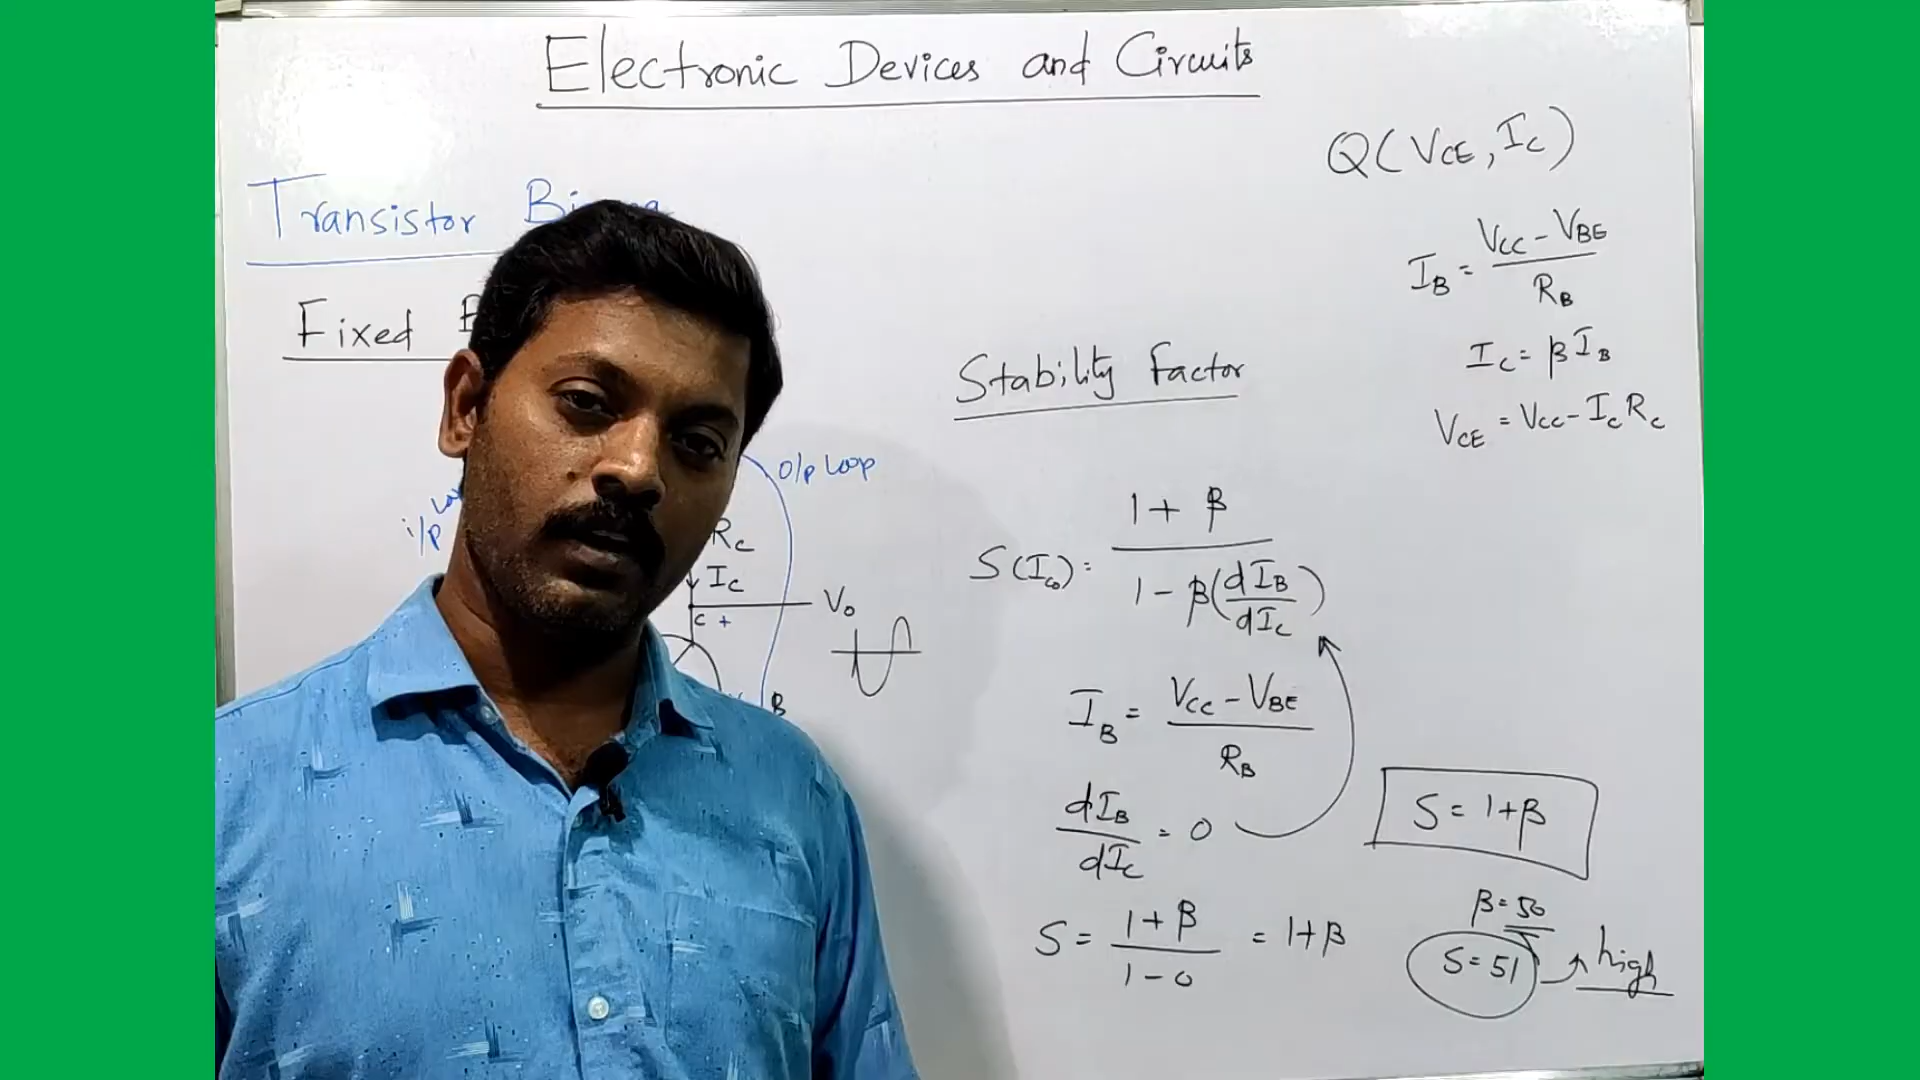 Electronic Devices and Circuits
Q(VCE, IC)
Transistor
IB = VCC - VBE / RB
Fixed
IC = βIB
Stability Factor
VCE = VCC - ICRC
O/p Loop
i/p
RC
IC
C +
Vo
B
S(Ico) = 1 + β / 1 - β(dIB/dIC)
IB = VCC - VBE / RB
dIB/dIC = 0
S = 1+β
S = 1+β / 1-0 = 1+β
β = 50
S = 51
high